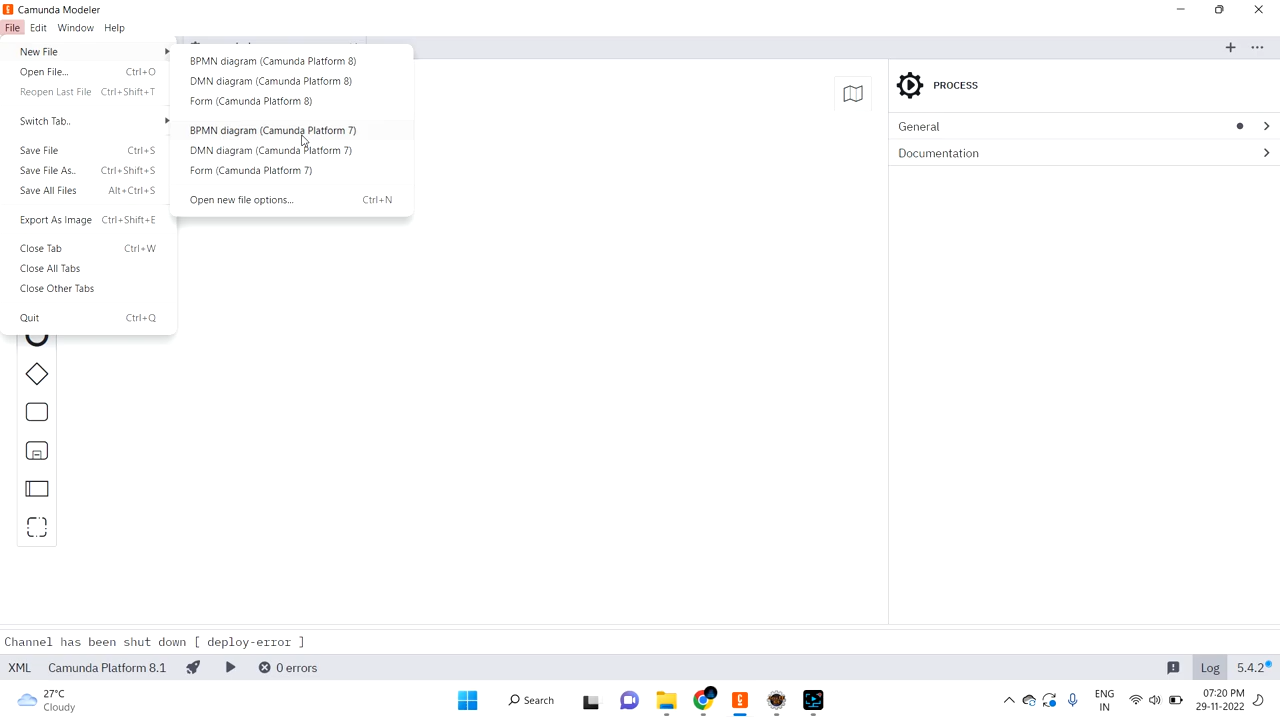 Camunda Modeler
File Edit Window Help
New File
Open File... Ctrl+O
Reopen Last File Ctrl+Shift+T
Switch Tab..
Save File Ctrl+S
Save File As.. Ctrl+Shift+S
Save All Files Alt+Ctrl+S
Export As Image Ctrl+Shift+E
Close Tab Ctrl+W
Close All Tabs
Close Other Tabs
Quit Ctrl+Q
BPMN diagram (Camunda Platform 8)
DMN diagram (Camunda Platform 8)
Form (Camunda Platform 8)
BPMN diagram (Camunda Platform 7)
DMN diagram (Camunda Platform 7)
Form (Camunda Platform 7)
Open new file options... Ctrl+N
PROCESS
General
Documentation
Channel has been shut down [ deploy-error ]
XML Camunda Platform 8.1 0 errors Log 5.4.2
27°C
Cloudy
Search
ENG
IN
07:20 PM
29-11-2022